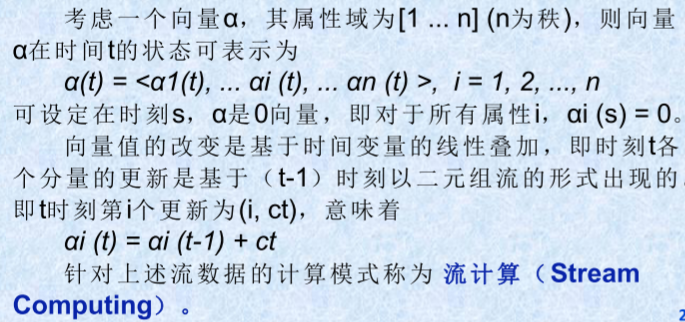 考虑一个向量α，其属性域为[1 ... n] (n为秩)，则向量
α在时间t的状态可表示为
α(t) = <α1(t), ... αi (t), ... αn (t) >, i = 1, 2, ..., n
可设定在时刻s，α是0向量，即对于所有属性i，αi (s) = 0。
向量值的改变是基于时间变量的线性叠加，即时刻t各
个分量的更新是基于（t-1）时刻以二元组流的形式出现的.
即t时刻第i个更新为(i, ct)，意味着
αi (t) = αi (t-1) + ct
针对上述流数据的计算模式称为 流计算（Stream
Computing）。
2